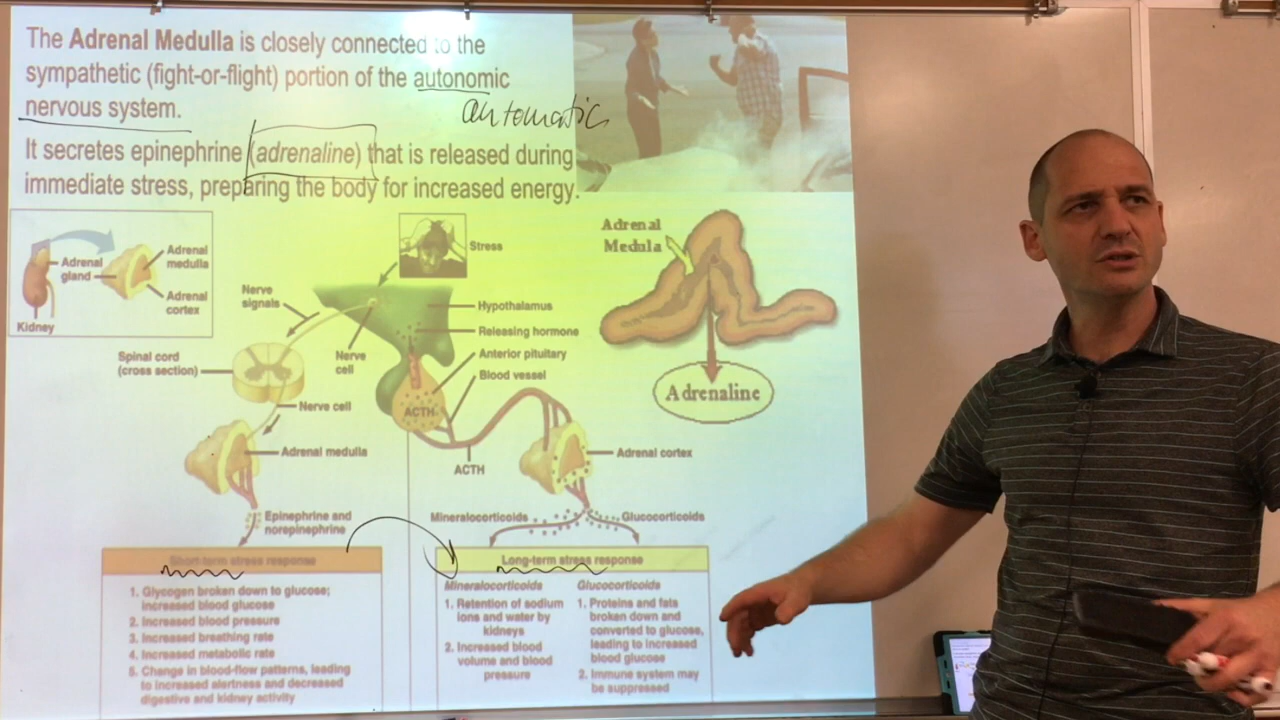 The Adrenal Medulla is closely connected to the
sympathetic (fight-or-flight) portion of the autonomic
nervous system.
automatic
It secretes epinephrine (adrenaline) that is released during
immediate stress, preparing the body for increased energy.
Adrenal
gland
Adrenal
medulla
Adrenal
cortex
Kidney
Stress
Nerve
signals
Hypothalamus
Releasing hormone
Nerve
cell
Anterior pituitary
Blood vessel
Spinal cord
(cross section)
Nerve cell
ACTH
Adrenal medulla
ACTH
Adrenal cortex
Adrenal
Medula
Adrenaline
Epinephrine and
norepinephrine
Mineralocorticoids
Glucocorticoids
Short-term stress response
1. Glycogen broken down to glucose;
increased blood glucose
2. Increased blood pressure
3. Increased breathing rate
4. Increased metabolic rate
5. Change in blood-flow patterns, leading
to increased alertness and decreased
digestive and kidney activity
Long-term stress response
Mineralocorticoids
1. Retention of sodium
ions and water by
kidneys
2. Increased blood
volume and blood
pressure
Glucocorticoids
1. Proteins and fats
broken down and
converted to glucose,
leading to increased
blood glucose
2. Immune system may
be suppressed